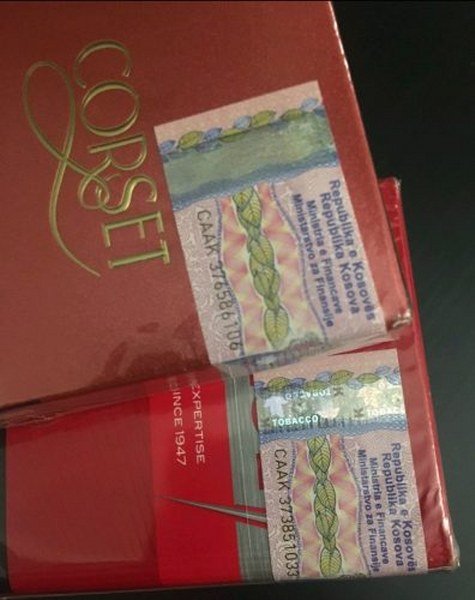 CORSET
Republika e Kosovës
Republika Kosova
Ministria e Financave
Ministarstvo za Finansije
CAAK 376586106
EXPERTISE
SINCE 1947
TOBACCO
Republika e Kosovës
Republika Kosova
Ministria e Financave
Ministarstvo za Finansije
CAAK 373851033